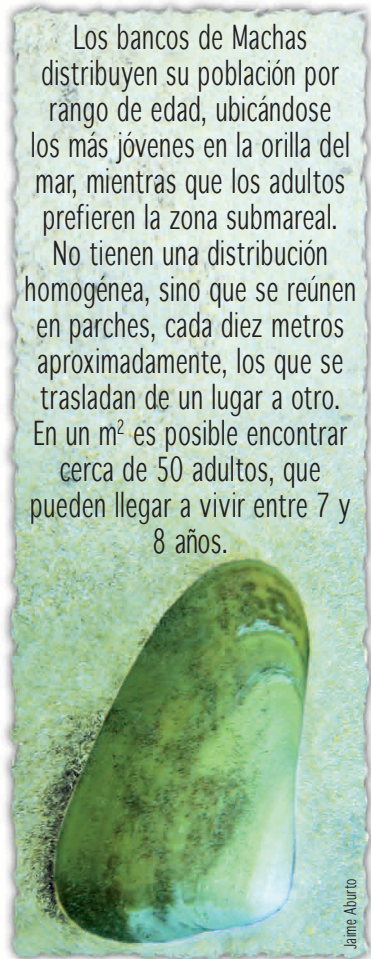 Los bancos de Machas
distribuyen su población por
rango de edad, ubicándose
los más jóvenes en la orilla del
mar, mientras que los adultos
prefieren la zona submareal.
No tienen una distribución
homogénea, sino que se reúnen
en parches, cada diez metros
aproximadamente, los que se
trasladan de un lugar a otro.
En un m² es posible encontrar
cerca de 50 adultos, que
pueden llegar a vivir entre 7 y
8 años.
Jaime Aburto